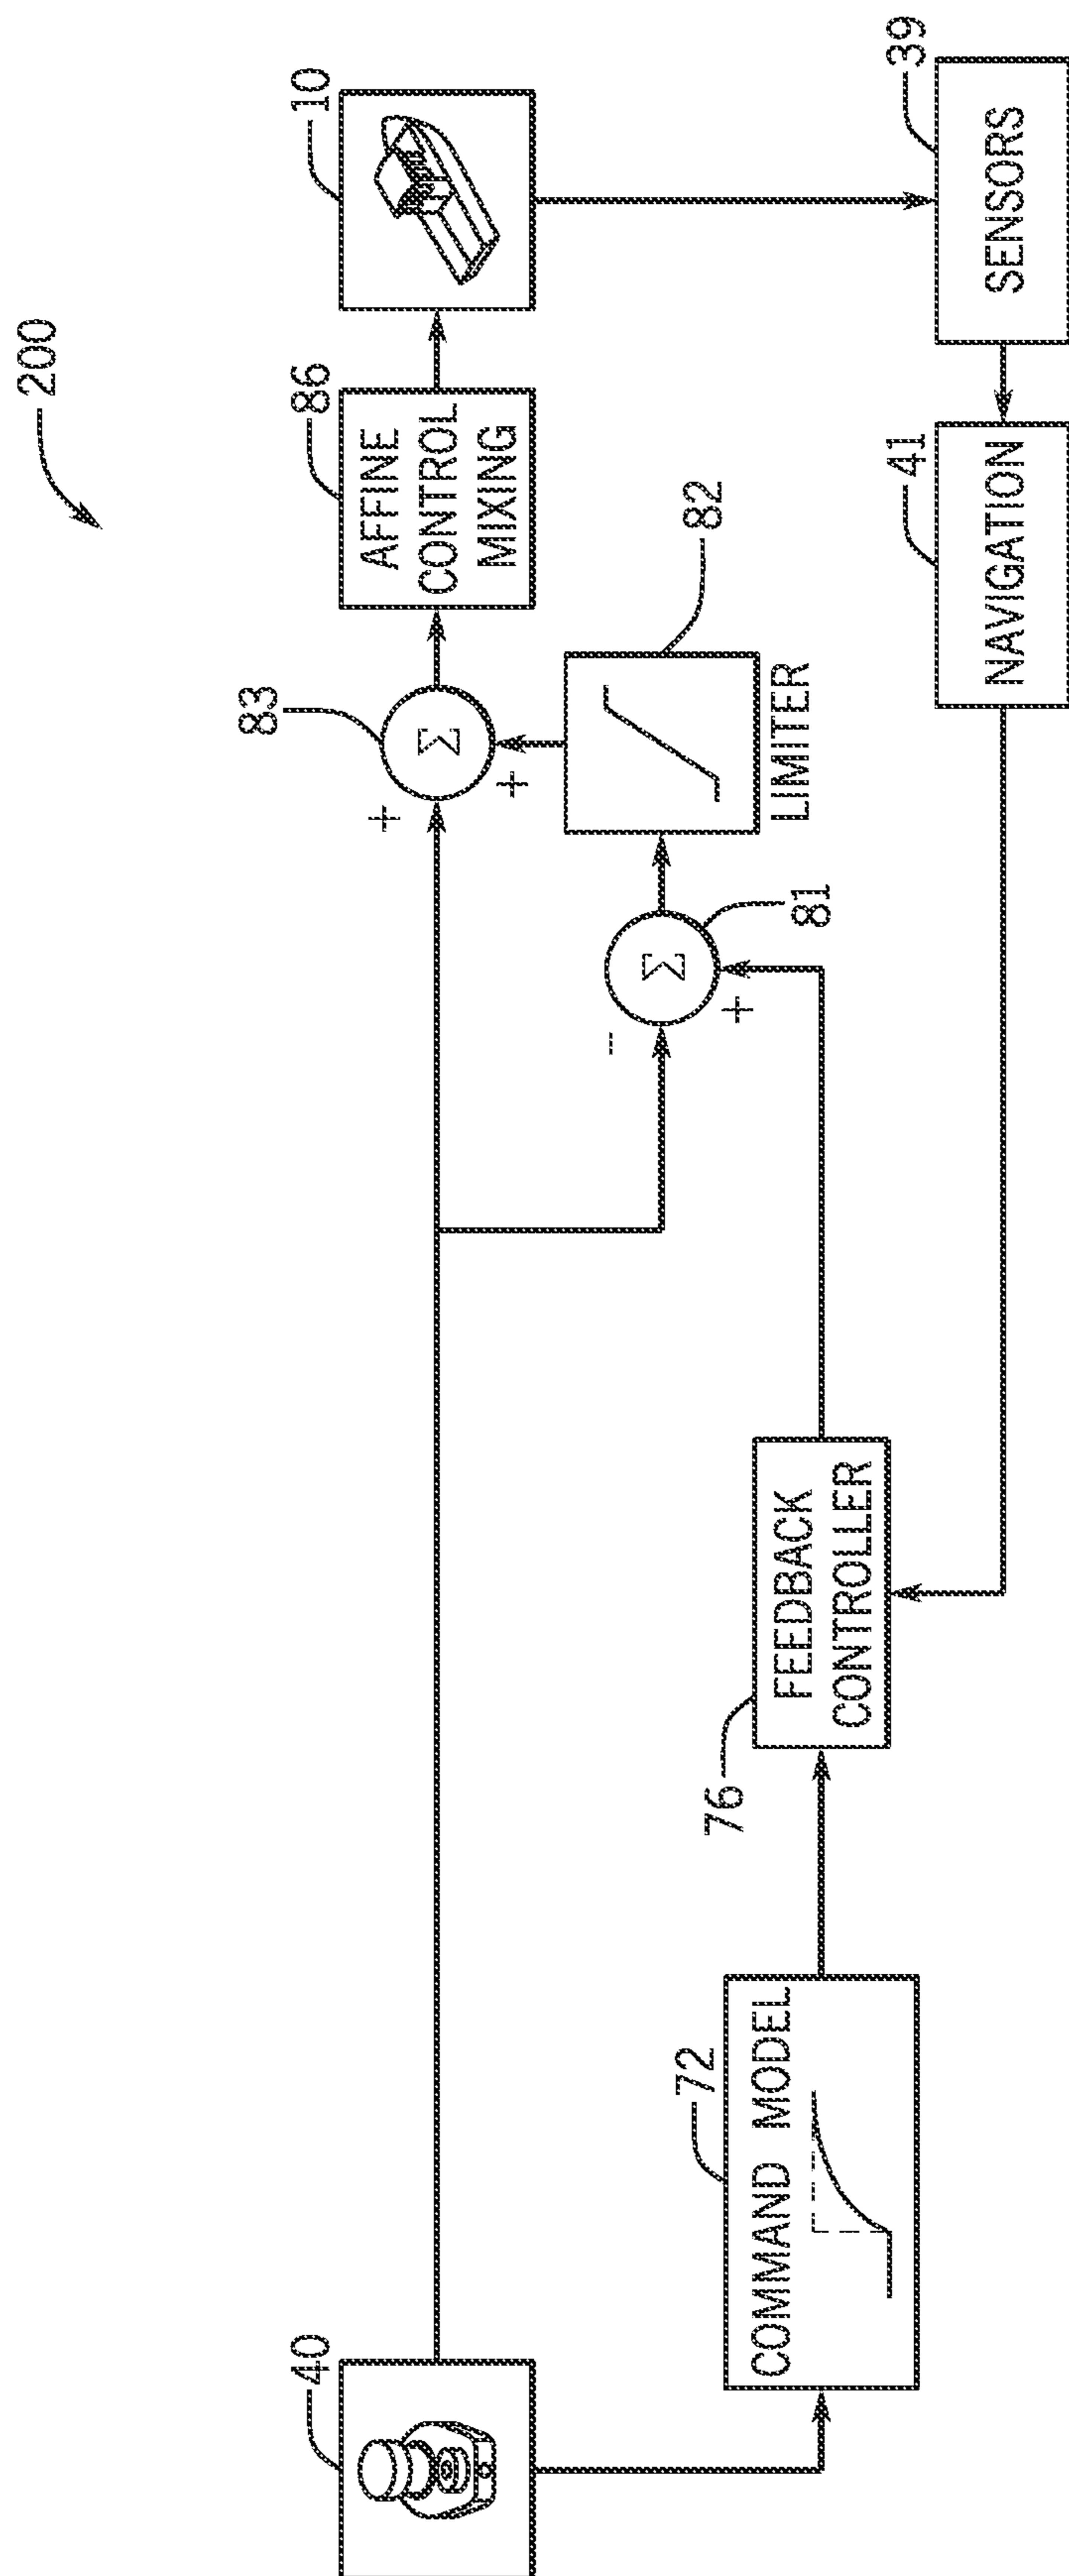 200
40
83
86
AFFINE
CONTROL
MIXING
10
+
Σ
+
82
LIMITER
-
Σ
+
81
72
COMMAND MODEL
76
FEEDBACK
CONTROLLER
41
NAVIGATION
39
SENSORS